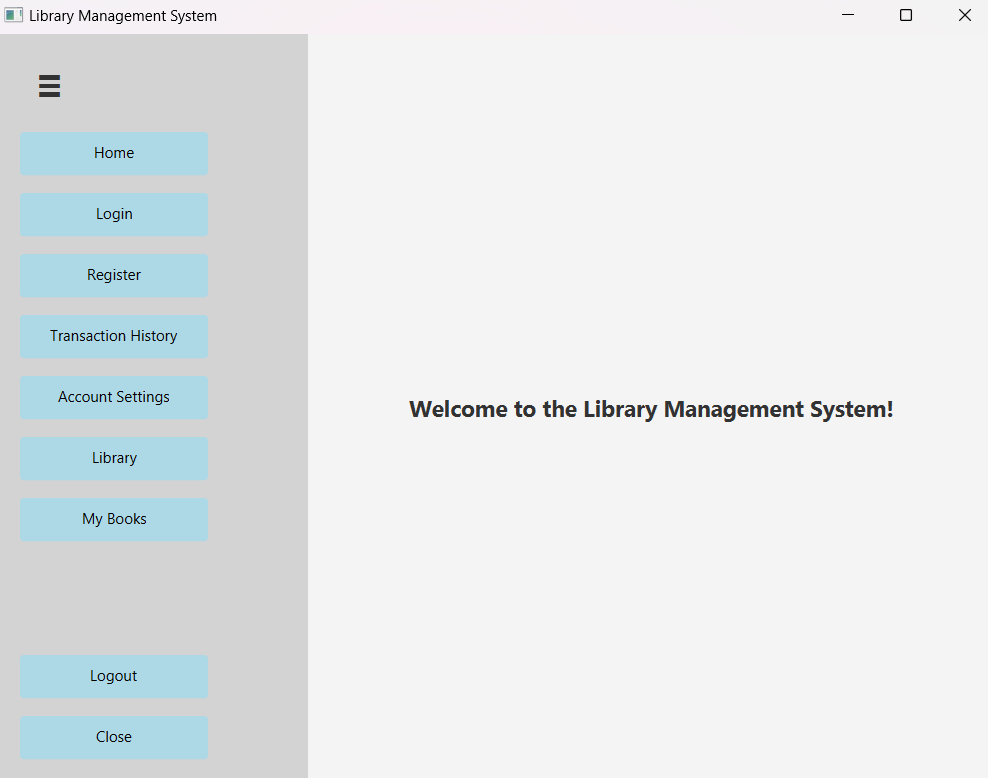 Library Management System
Home
Login
Register
Transaction History
Account Settings
Library
My Books
Logout
Close
Welcome to the Library Management System!